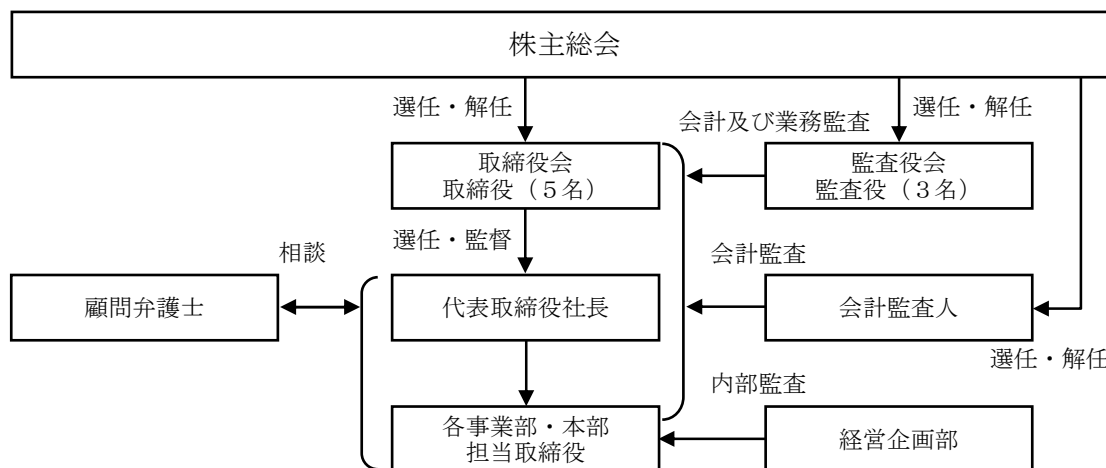 株主総会
選任・解任
選任・解任
会計及び業務監査
取締役会
取締役(5名)
監査役会
監査役(3名)
選任・監督
相談
会計監査
顧問弁護士
代表取締役社長
会計監査人
選任・解任
内部監査
各事業部・本部
担当取締役
経営企画部